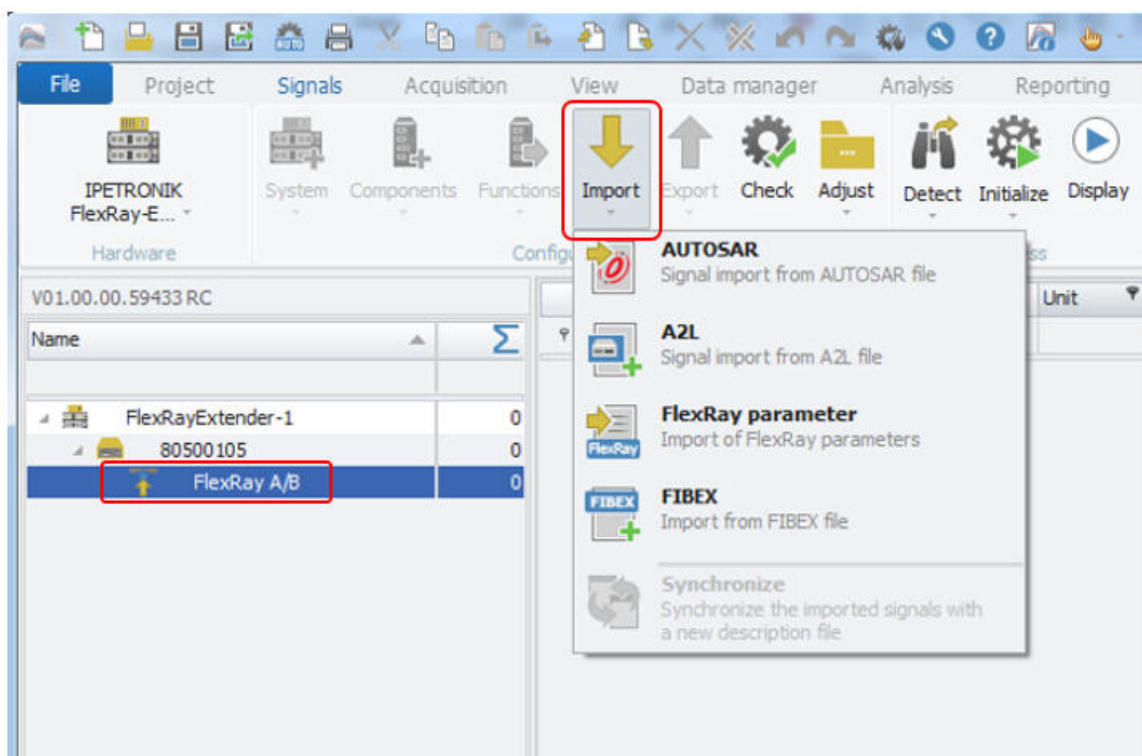 AUTO
File Project Signals Acquisition View Data manager Analysis Reporting
IPETRONIK
FlexRay-E...
System Components Functions Import Export Check Adjust Detect Initialize Display
Hardware
V01.00.00.59433 RC
Unit
Name Σ
FlexRayExtender-1 0
80500105 0
FlexRay A/B 0
AUTOSAR
Signal import from AUTOSAR file
A2L
Signal import from A2L file
FlexRay parameter
Import of FlexRay parameters
FlexRay
FIBEX
FIBEX
Import from FIBEX file
Synchronize
Synchronize the imported signals with
a new description file